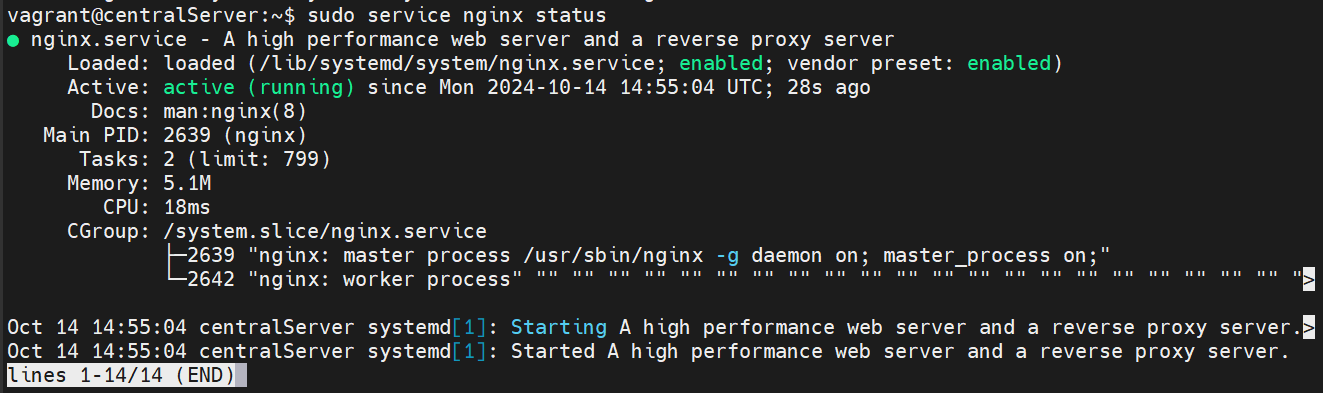 vagrant@centralServer:~$ sudo service nginx status
● nginx.service - A high performance web server and a reverse proxy server
     Loaded: loaded (/lib/systemd/system/nginx.service; enabled; vendor preset: enabled)
     Active: active (running) since Mon 2024-10-14 14:55:04 UTC; 28s ago
       Docs: man:nginx(8)
   Main PID: 2639 (nginx)
      Tasks: 2 (limit: 799)
     Memory: 5.1M
        CPU: 18ms
     CGroup: /system.slice/nginx.service
             ├─2639 "nginx: master process /usr/sbin/nginx -g daemon on; master_process on;"
             └─2642 "nginx: worker process" "" "" "" "" "" "" "" "" "" "" "" "" "" "" "" "" "" "" "" "" "" ">
Oct 14 14:55:04 centralServer systemd[1]: Starting A high performance web server and a reverse proxy server.>
Oct 14 14:55:04 centralServer systemd[1]: Started A high performance web server and a reverse proxy server.
lines 1-14/14 (END)